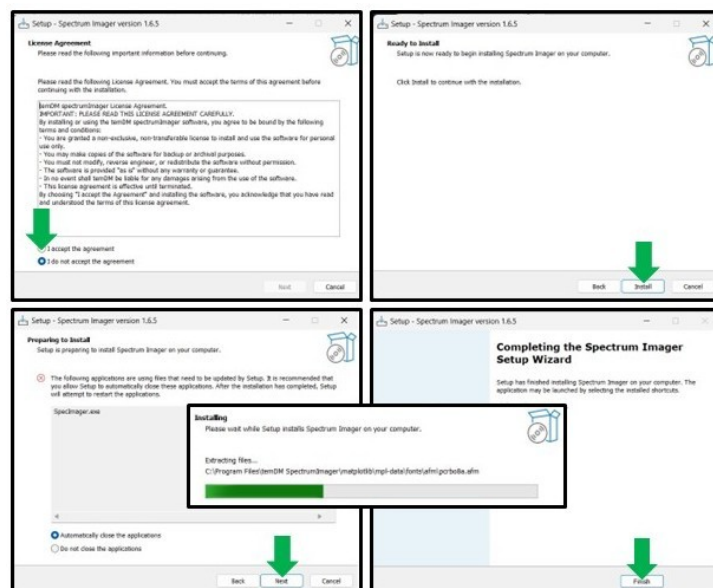 Setup - Spectrum Imager version 1.6.5
License Agreement
Please read the following important information before continuing.
Please read the following License Agreement. You must accept the terms of this agreement before
continuing with the installation.
temDM spectrumImager License Agreement.
IMPORTANT: PLEASE READ THIS LICENSE AGREEMENT CAREFULLY.
By installing or using the temDM spectrumImager software, you agree to be bound by the following
terms and conditions:
- You are granted a non-exclusive, non-transferable license to install and use the software for personal
use only.
- You may make copies of the software for backup or archival purposes.
- You must not modify, reverse engineer, or redistribute the software without permission.
- The software is provided "as is" without any warranty or guarantee.
- In no event shall temDM be liable for any damages arising from the use of the software.
- This license agreement is effective until terminated.
By choosing "I accept the Agreement" and installing the software, you acknowledge that you have read
and understood the terms of this license agreement.
I accept the agreement
I do not accept the agreement
Next
Cancel
Setup - Spectrum Imager version 1.6.5
Ready to Install
Setup is now ready to begin installing Spectrum Imager on your computer.
Click Install to continue with the installation.
Back
Install
Cancel
Setup - Spectrum Imager version 1.6.5
Preparing to Install
Setup is preparing to install Spectrum Imager on your computer.
The following applications are using files that need to be updated by Setup. It is recommended that
you allow Setup to automatically close these applications. After the installation has completed, Setup
will attempt to restart the applications.
SpecImager.exe
Automatically close the applications
Do not close the applications
Back
Next
Cancel
Installing
Please wait while Setup installs Spectrum Imager on your computer.
Extracting files...
C:\Program Files\temDM SpectrumImager\matplotlib\mpl-data\fonts\afm\pcrbo8a.afm
Setup - Spectrum Imager version 1.6.5
Completing the Spectrum Imager
Setup Wizard
Setup has finished installing Spectrum Imager on your computer. The
application may be launched by selecting the installed shortcuts.
Finish